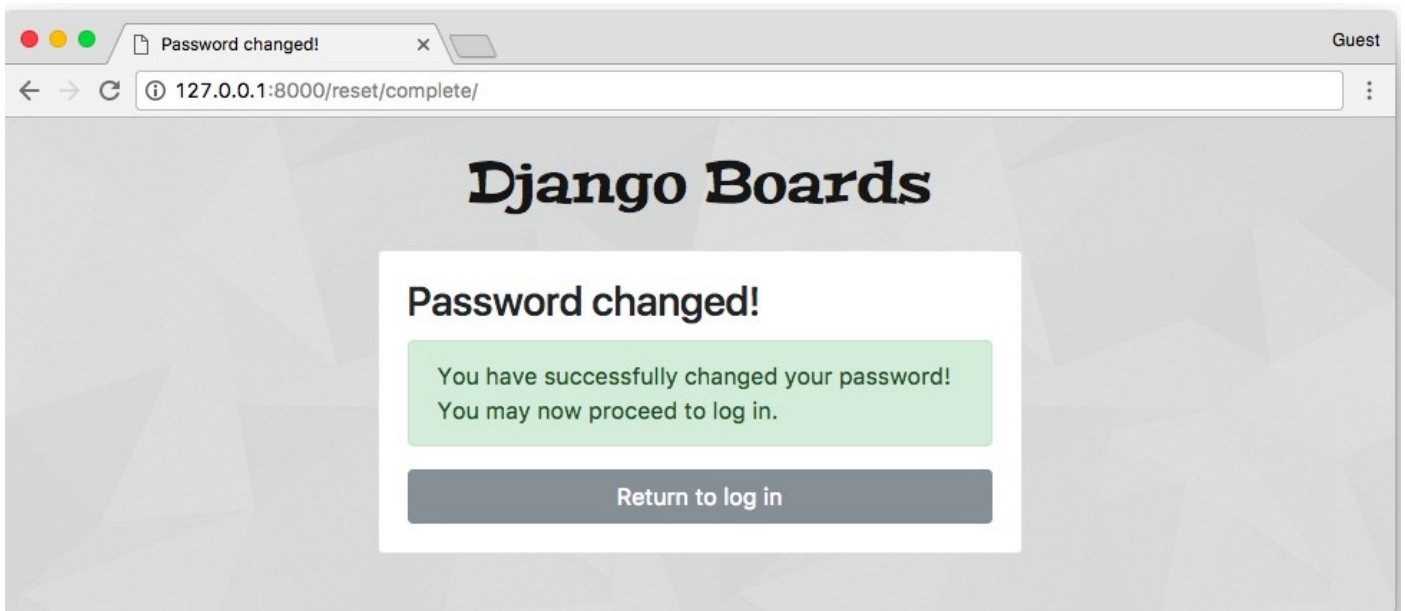 Password changed!
Guest
127.0.0.1:8000/reset/complete/
Django Boards
Password changed!
You have successfully changed your password!
You may now proceed to log in.
Return to log in